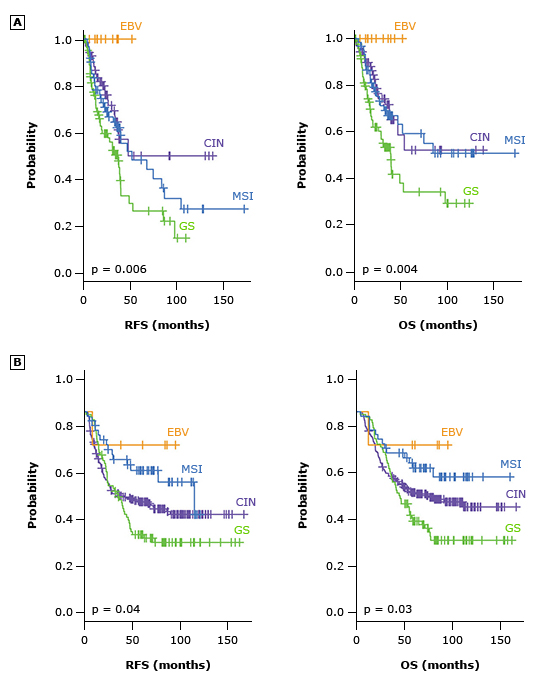 A
EBV
EBV
1.0
1.0
0.8
0.8
0.6
0.6
CIN
CIN
MSI
0.4
0.4
MSI
GS
GS
0.2
0.2
0.0
0.0
p = 0.006
p = 0.004
Probability
Probability
0 50 100 150
0 50 100 150
RFS (months)
OS (months)
B
1.0
1.0
EBV
EBV
0.8
0.8
MSI
MSI
0.6
0.6
CIN
CIN
0.4
0.4
GS
GS
0.2
0.2
0.0
0.0
p = 0.04
p = 0.03
Probability
Probability
0 50 100 150
0 50 100 150
RFS (months)
OS (months)